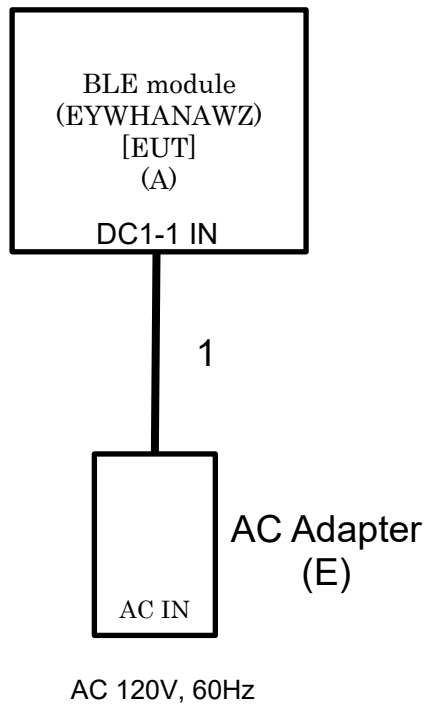 BLE module
(EYWHANAWZ)
[EUT]
(A)
DC1-1 IN
1
AC Adapter
(E)
AC IN
AC 120V, 60Hz